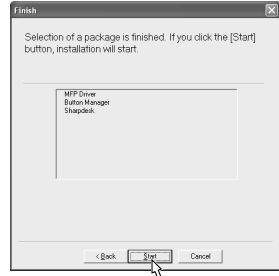 Finish
Selection of a package is finished. If you click the [Start]
button, installation will start.
MFP Driver
Button Manager
Sharpdesk
< Back
Start
Cancel